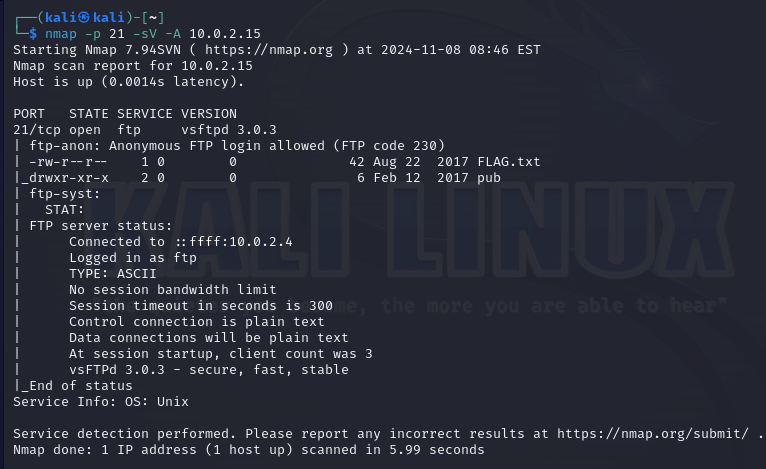 ┌──(kali㉿kali)-[~]
└─$ nmap -p 21 -sV -A 10.0.2.15
Starting Nmap 7.94SVN ( https://nmap.org ) at 2024-11-08 08:46 EST
Nmap scan report for 10.0.2.15
Host is up (0.0014s latency).

PORT   STATE SERVICE VERSION
21/tcp open  ftp     vsftpd 3.0.3
| ftp-anon: Anonymous FTP login allowed (FTP code 230)
| -rw-r--r--    1 0        0              42 Aug 22  2017 FLAG.txt
|_drwxr-xr-x    2 0        0               6 Feb 12  2017 pub
| ftp-syst:
|   STAT:
| FTP server status:
|      Connected to ::ffff:10.0.2.4
|      Logged in as ftp
|      TYPE: ASCII
|      No session bandwidth limit
|      Session timeout in seconds is 300
|      Control connection is plain text
|      Data connections will be plain text
|      At session startup, client count was 3
|      vsFTPd 3.0.3 - secure, fast, stable
|_End of status
Service Info: OS: Unix

Service detection performed. Please report any incorrect results at https://nmap.org/submit/ .
Nmap done: 1 IP address (1 host up) scanned in 5.99 seconds
KALI LINUX
me, the more you are able to hear"